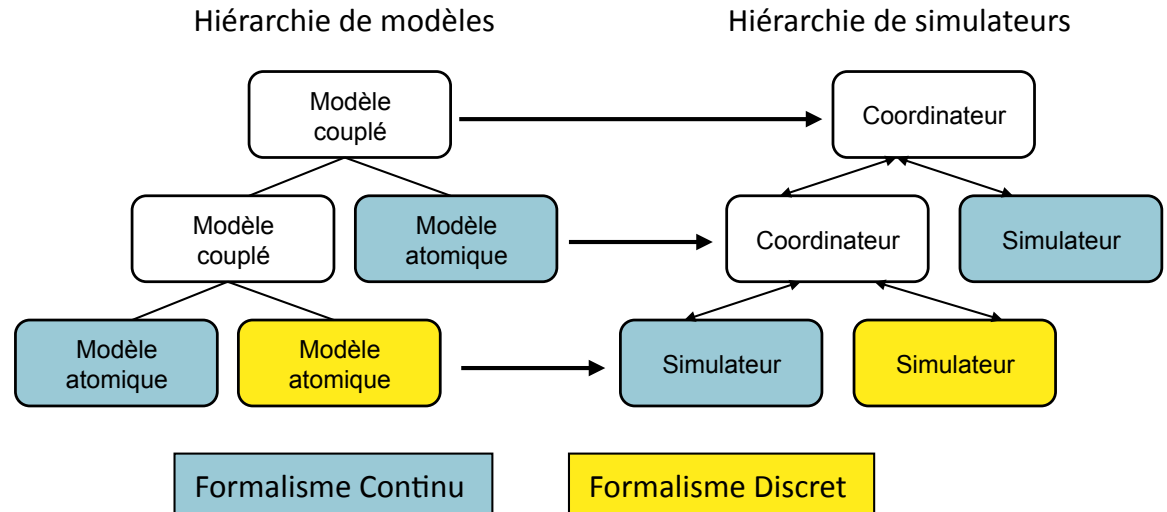 Hiérarchie de modèles
Hiérarchie de simulateurs
Modèle
couplé
Coordinateur
Modèle
couplé
Modèle
atomique
Coordinateur
Simulateur
Modèle
atomique
Modèle
atomique
Simulateur
Simulateur
Formalisme Continu
Formalisme Discret